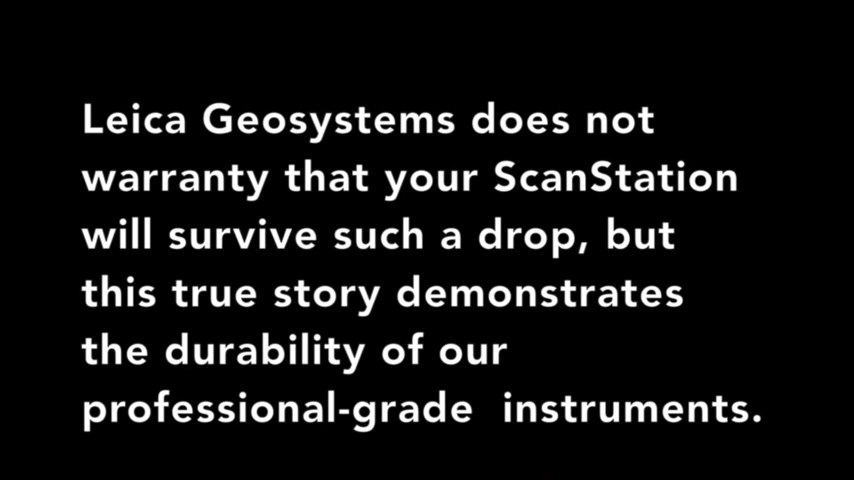 Leica Geosystems does not
warranty that your ScanStation
will survive such a drop, but
this true story demonstrates
the durability of our
professional-grade instruments.